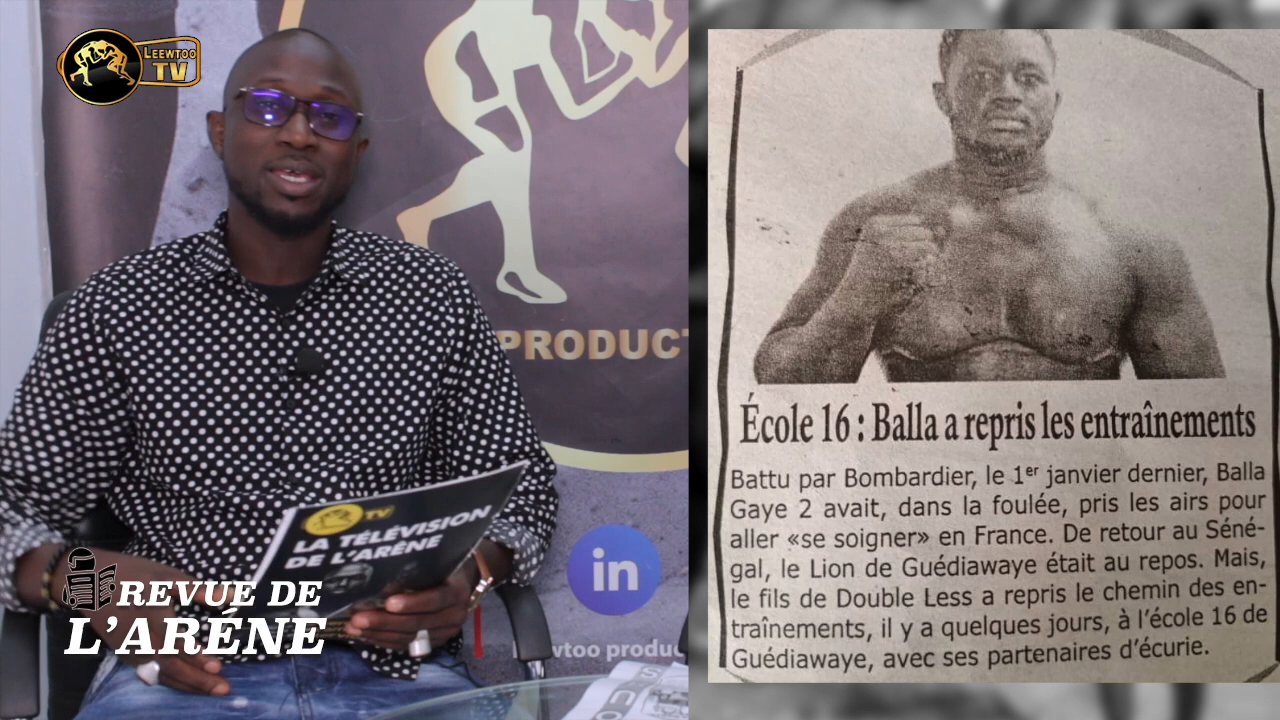 LEEWTOO
TV
PRODUCT
TV
LA TÉLÉVISION
DE L'ARÈNE
in
wtoo produc
REVUE DE
L'ARÉNE
École 16 : Balla a repris les entraînements
Battu par Bombardier, le 1er janvier dernier, Balla
Gaye 2 avait, dans la foulée, pris les airs pour
aller «se soigner» en France. De retour au Séné-
gal, le Lion de Guédiawaye était au repos. Mais,
le fils de Double Less a repris le chemin des en-
traînements, il y a quelques jours, à l'école 16 de
Guédiawaye, avec ses partenaires d'écurie.